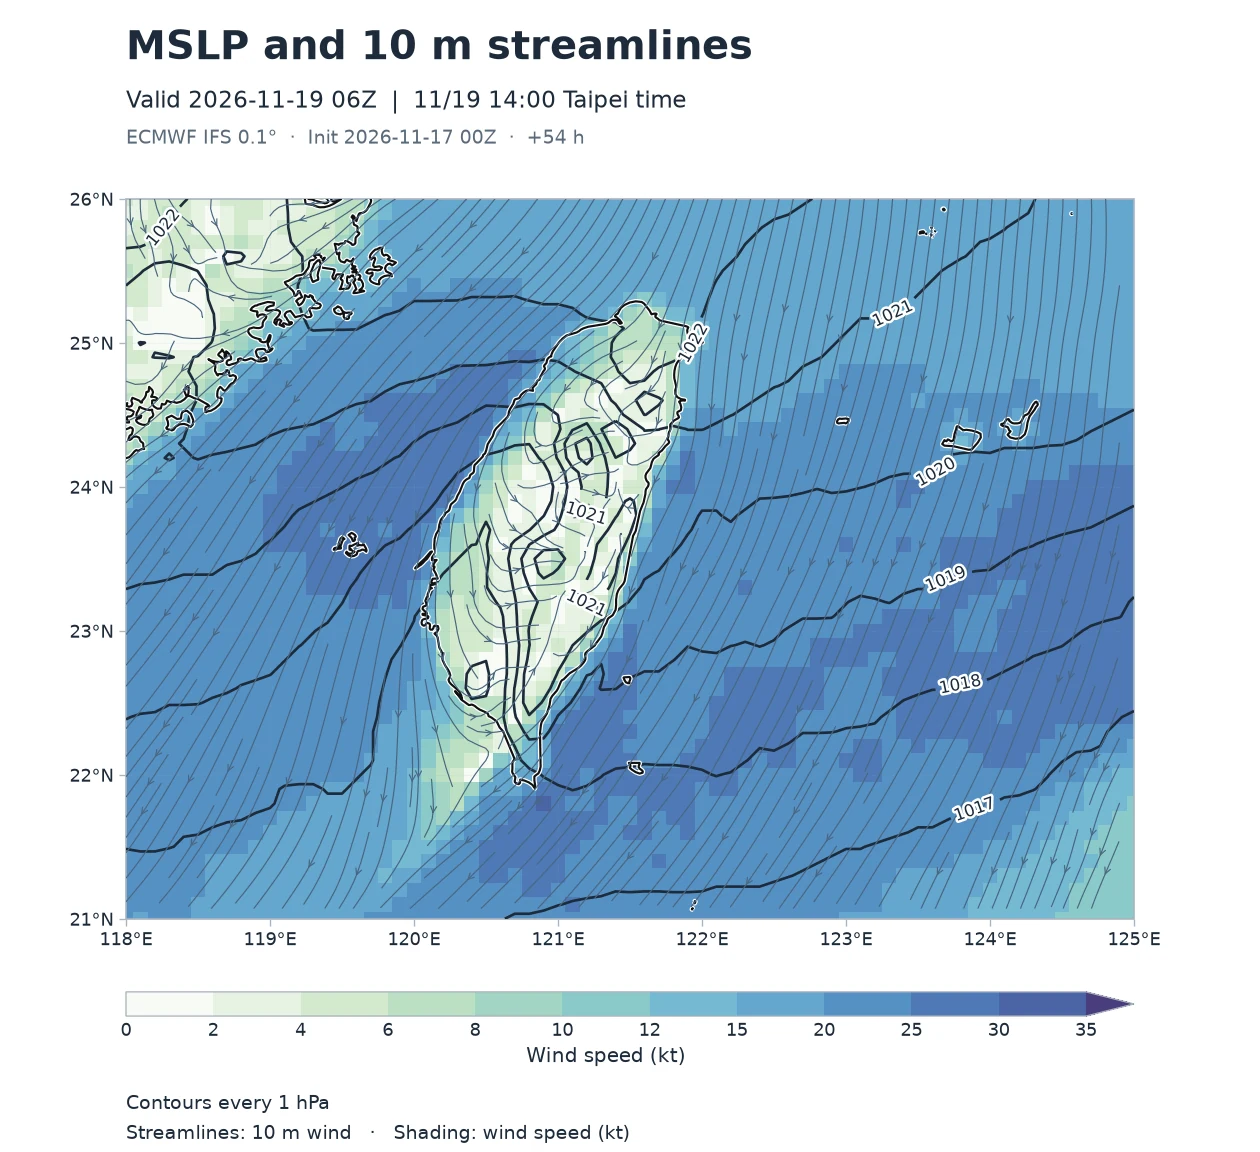 MSLP and 10 m streamlines
Valid 2026-11-19 06Z | 11/19 14:00 Taipei time
ECMWF IFS 0.1° · Init 2026-11-17 00Z · +54 h
26°N
25°N
24°N
23°N
22°N
21°N
1022
1022
1021
1020
1021
1019
1021
1018
1017
118°E 119°E 120°E 121°E 122°E 123°E 124°E 125°E
0 2 4 6 8 10 12 15 20 25 30 35
Wind speed (kt)
Contours every 1 hPa
Streamlines: 10 m wind · Shading: wind speed (kt)